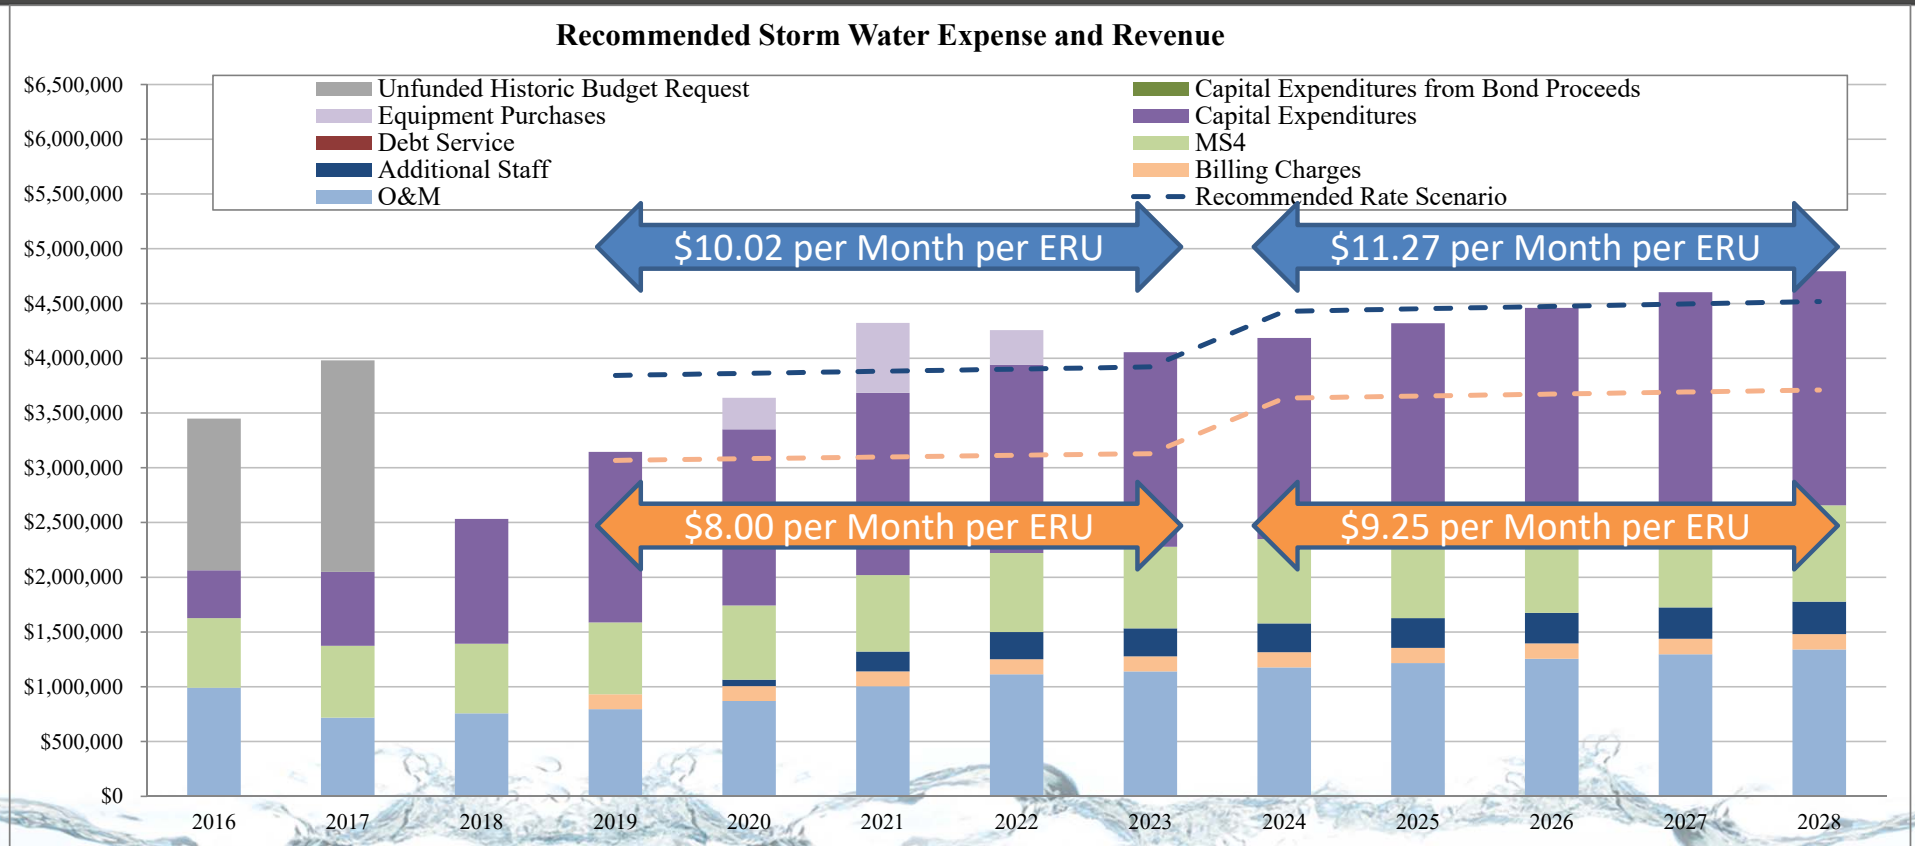 Recommended Storm Water Expense and Revenue
$6,500,000
$6,000,000
$5,500,000
$5,000,000
$4,500,000
$4,000,000
$3,500,000
$3,000,000
$2,500,000
$2,000,000
$1,500,000
$1,000,000
$500,000
$0
Unfunded Historic Budget Request
Capital Expenditures from Bond Proceeds
Equipment Purchases
Capital Expenditures
Debt Service
MS4
Additional Staff
Billing Charges
O&M
Recommended Rate Scenario
$10.02 per Month per ERU
$11.27 per Month per ERU
$8.00 per Month per ERU
$9.25 per Month per ERU
2016 2017 2018 2019 2020 2021 2022 2023 2024 2025 2026 2027 2028